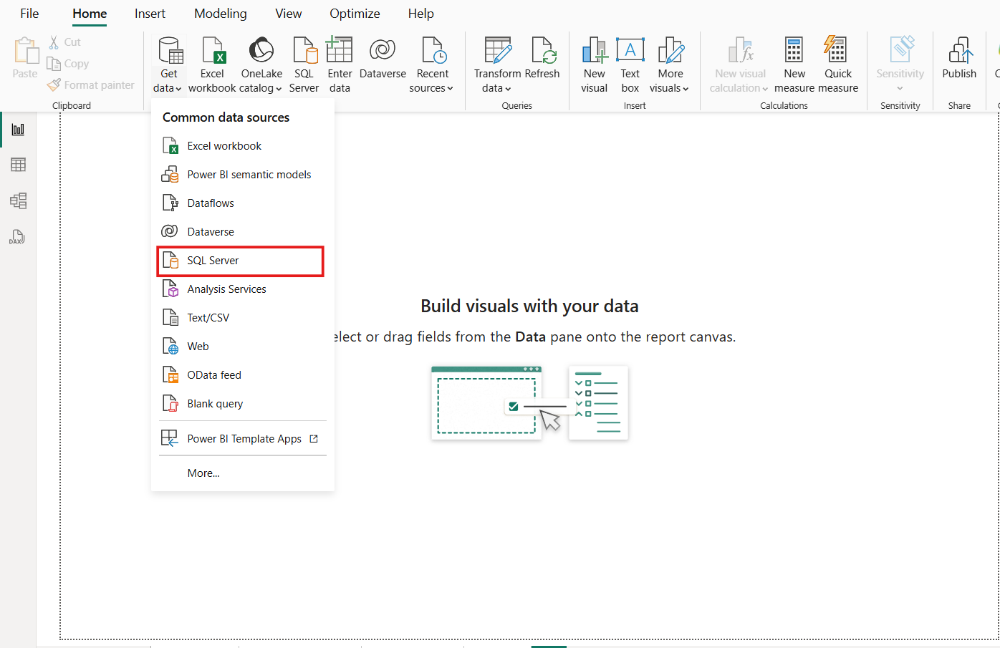 File Home Insert Modeling View Optimize Help
Paste
Cut
Copy
Format painter
Clipboard
Get data
Excel workbook
OneLake catalog
SQL Server
Enter data
Dataverse
Recent sources
Transform data
Refresh
Queries
New visual
Text box
More visuals
Insert
New visual calculation
New measure
Quick measure
Calculations
Sensitivity
Sensitivity
Publish
Share
Common data sources
Excel workbook
Power BI semantic models
Dataflows
Dataverse
SQL Server
Analysis Services
Text/CSV
Web
OData feed
Blank query
Power BI Template Apps
More...
DAX
Build visuals with your data
elect or drag fields from the Data pane onto the report canvas.